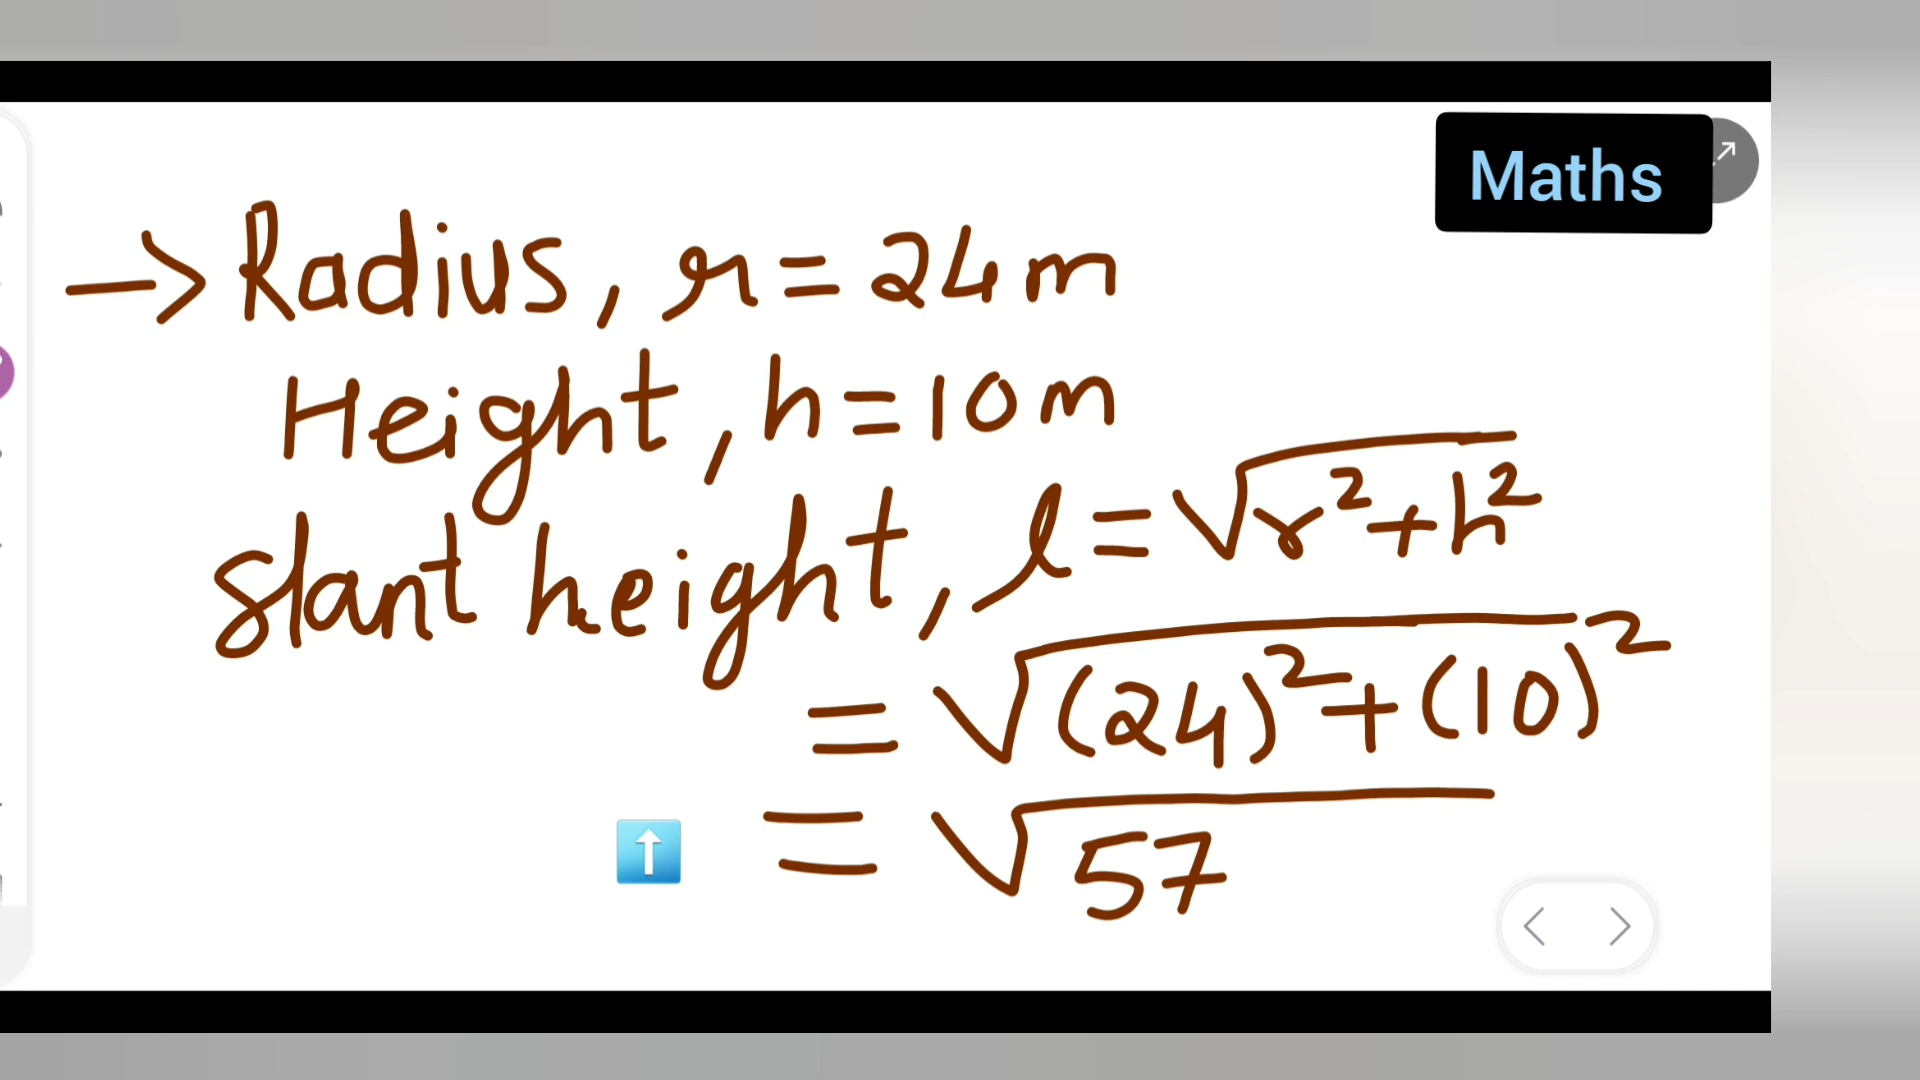 Maths
→ Radius, r = 24 m
Height, h = 10 m
slant height, l = √r²+h²
= √(24)²+(10)²
= √57